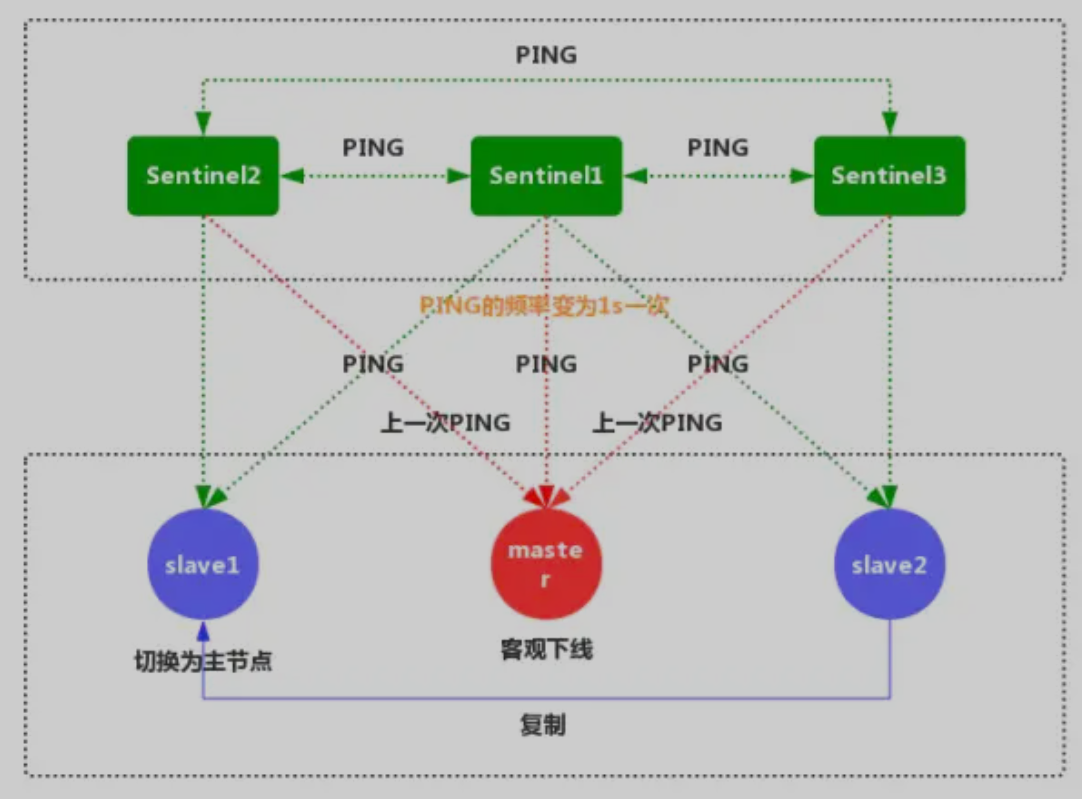 PING
PING
PING
Sentinel2
Sentinel1
Sentinel3
PING的频率变为1s一次
PING
PING
PING
上一次PING
上一次PING
slave1
maste
r
slave2
切换为主节点
客观下线
复制